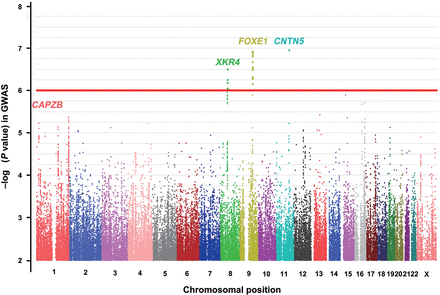 8
7
6
5
4
3
2
–log (P value) in GWAS
FOXE1 CNTN5
XKR4
CAPZB
1 2 3 4 5 6 7 8 9 10 11 12 13 14 15 16 17 18 19 20 21 22 X
Chromosomal position